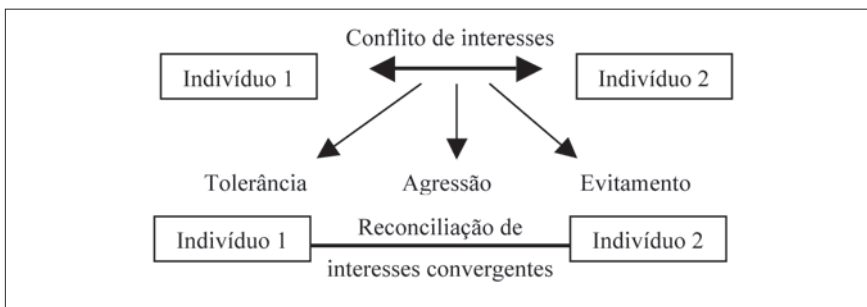 Conflito de interesses
Indivíduo 1
Indivíduo 2
Tolerância
Agressão
Evitamento
Indivíduo 1
Reconciliação de
interesses convergentes
Indivíduo 2